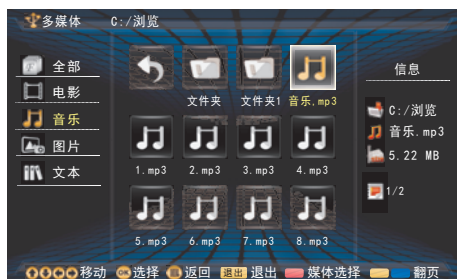 多媒体 C:/浏览
全部
电影
音乐
图片
文本
文件夹 文件夹1 音乐.mp3
1.mp3 2.mp3 3.mp3 4.mp3
5.mp3 6.mp3 7.mp3 8.mp3
信息
C:/浏览
音乐.mp3
5.22 MB
1/2
移动 OK 选择 返回 退出 退出 媒体选择 翻页